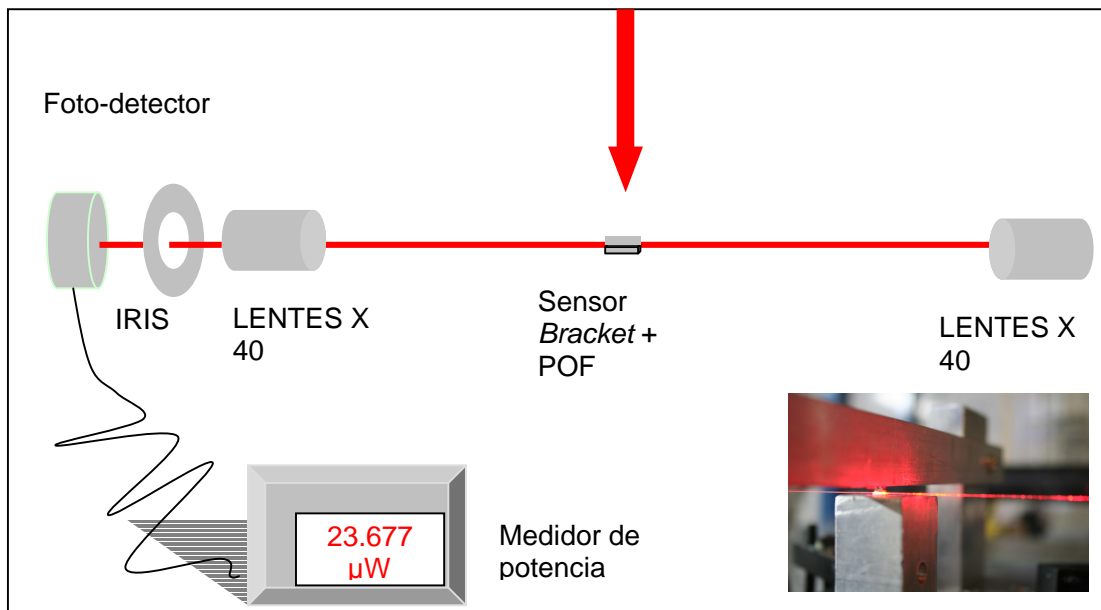 Foto-detector
IRIS
LENTES X
40
Sensor
Bracket +
POF
LENTES X
40
23.677
µW
Medidor de
potencia